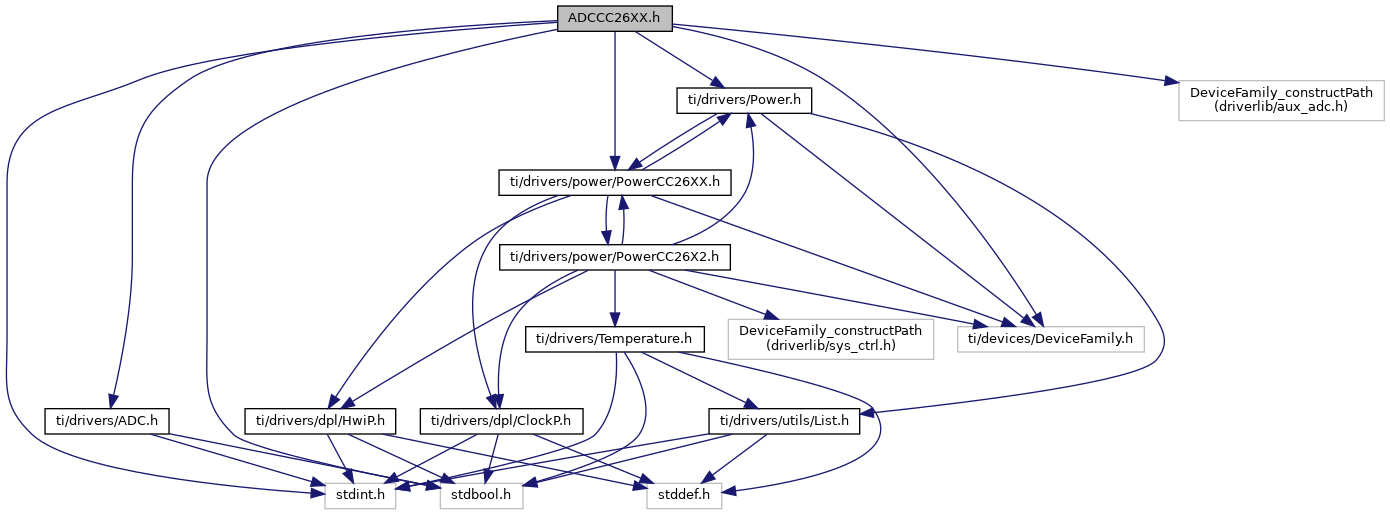 ADCCC26XX.h
ti/drivers/Power.h
DeviceFamily_constructPath
(driverlib/aux_adc.h)
ti/drivers/power/PowerCC26XX.h
ti/drivers/power/PowerCC26X2.h
ti/drivers/Temperature.h
DeviceFamily_constructPath
(driverlib/sys_ctrl.h)
ti/devices/DeviceFamily.h
ti/drivers/ADC.h
ti/drivers/dpl/HwiP.h
ti/drivers/dpl/ClockP.h
ti/drivers/utils/List.h
stdint.h
stdbool.h
stddef.h